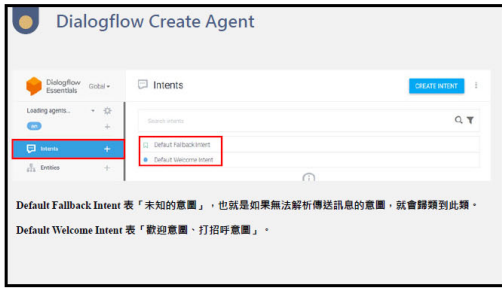 Dialogflow Create Agent
Dialogflow
Essentials
Global
Intents
CREATE INTENT
Loading agents...
en
Search intents
Intents
Default Fallback Intent
Default Welcome Intent
Entities
Default Fallback Intent 表「未知的意圖」，也就是如果無法解析傳送訊息的意圖，就會歸類到此類。
Default Welcome Intent 表「歡迎意圖、打招呼意圖」。